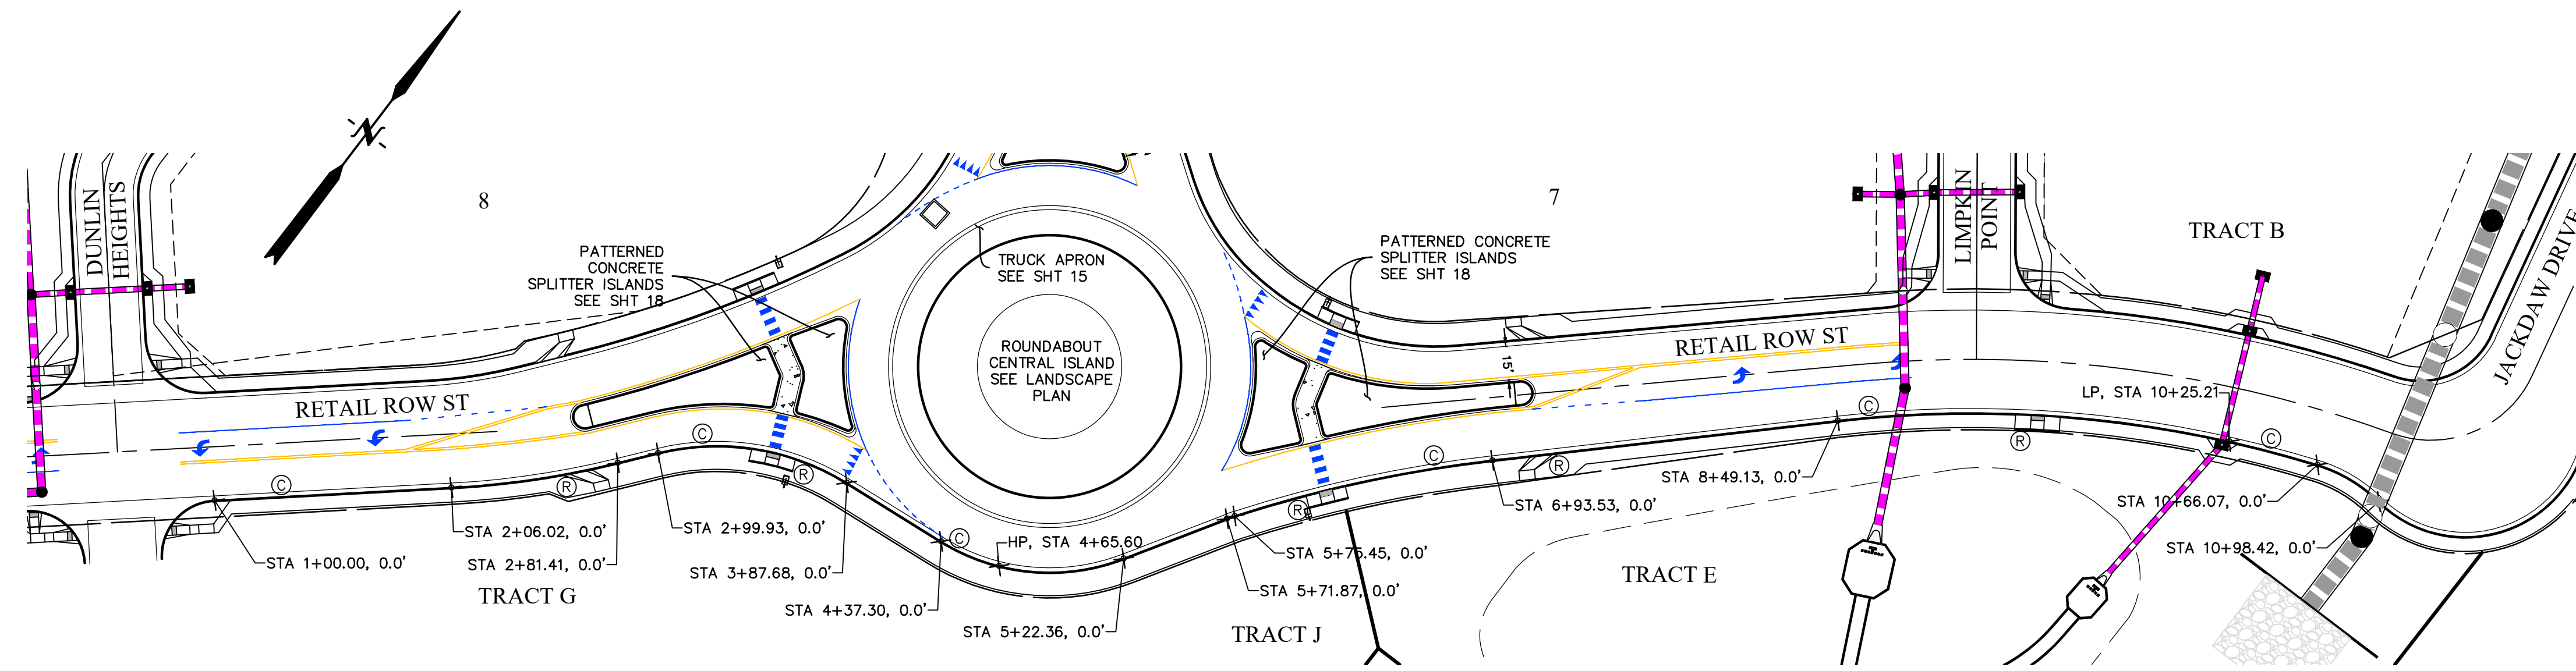 N
8
7
DUNLIN
HEIGHTS
PATTERNED
CONCRETE
SPLITTER ISLANDS
SEE SHT 18
TRUCK APRON
SEE SHT 15
PATTERNED CONCRETE
SPLITTER ISLANDS
SEE SHT 18
LIMPKIN
POINT
TRACT B
JACKDAW DRIVE
ROUNDABOUT
CENTRAL ISLAND
SEE LANDSCAPE
PLAN
RETAIL ROW ST
RETAIL ROW ST
15'
LP, STA 10+25.21
C
C
C
C
C
C
R
R
R
R
R
STA 1+00.00, 0.0'
STA 2+06.02, 0.0'
STA 2+81.41, 0.0'
STA 2+99.93, 0.0'
STA 3+87.68, 0.0'
STA 4+37.30, 0.0'
HP, STA 4+65.60
STA 5+22.36, 0.0'
STA 5+71.87, 0.0'
STA 5+75.45, 0.0'
STA 6+93.53, 0.0'
STA 8+49.13, 0.0'
STA 10+66.07, 0.0'
STA 10+98.42, 0.0'
TRACT G
TRACT J
TRACT E